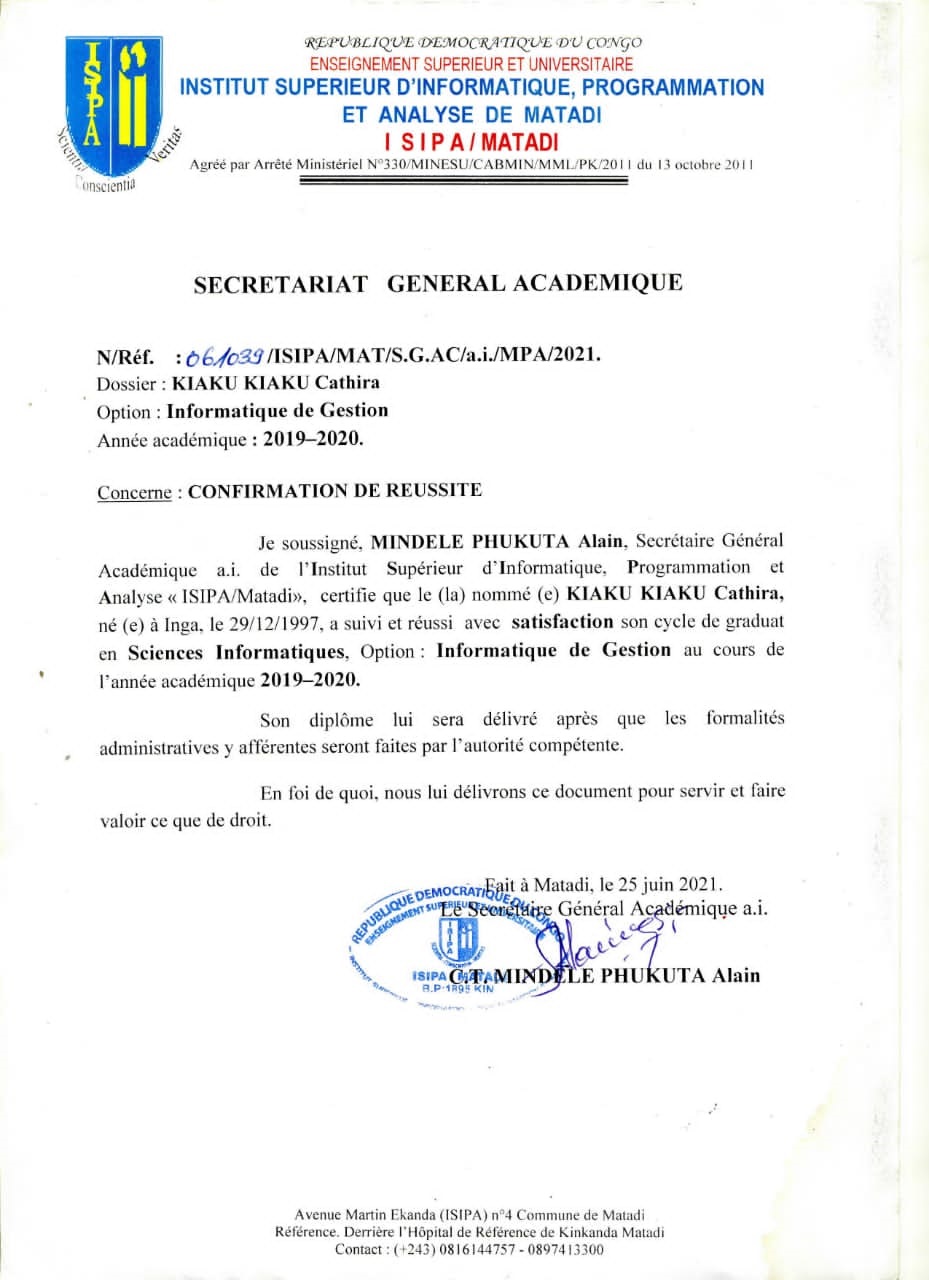 REPUBLIQUE DEMOCRATIQUE DU CONGO
ENSEIGNEMENT SUPERIEUR ET UNIVERSITAIRE
INSTITUT SUPERIEUR D'INFORMATIQUE, PROGRAMMATION
ET ANALYSE DE MATADI
I S I P A / MATADI
Agréé par Arrêté Ministériel N°330/MINESU/CABMIN/MML/PK/2011 du 13 octobre 2011
ISIPA
Scientia
Conscientia
Veritas
SECRETARIAT GENERAL ACADEMIQUE
N/Réf. : 061039/ISIPA/MAT/S.G.AC/a.i./MPA/2021.
Dossier : KIAKU KIAKU Cathira
Option : Informatique de Gestion
Année académique : 2019–2020.
Concerne : CONFIRMATION DE REUSSITE
Je soussigné, MINDELE PHUKUTA Alain, Secrétaire Général
Académique a.i. de l'Institut Supérieur d'Informatique, Programmation et
Analyse « ISIPA/Matadi», certifie que le (la) nommé (e) KIAKU KIAKU Cathira,
né (e) à Inga, le 29/12/1997, a suivi et réussi avec satisfaction son cycle de graduat
en Sciences Informatiques, Option : Informatique de Gestion au cours de
l'année académique 2019–2020.
Son diplôme lui sera délivré après que les formalités
administratives y afférentes seront faites par l'autorité compétente.
En foi de quoi, nous lui délivrons ce document pour servir et faire
valoir ce que de droit.
Fait à Matadi, le 25 juin 2021.
Le Secrétaire Général Académique a.i.
C.T. MINDELE PHUKUTA Alain
REPUBLIQUE DEMOCRATIQUE DU CONGO
ENSEIGNEMENT SUPERIEUR ET UNIVERSITAIRE
ISIPA
ISIPA MATADI
B.P. 1895 KIN
Avenue Martin Ekanda (ISIPA) n°4 Commune de Matadi
Référence. Derrière l'Hôpital de Référence de Kinkanda Matadi
Contact : (+243) 0816144757 - 0897413300